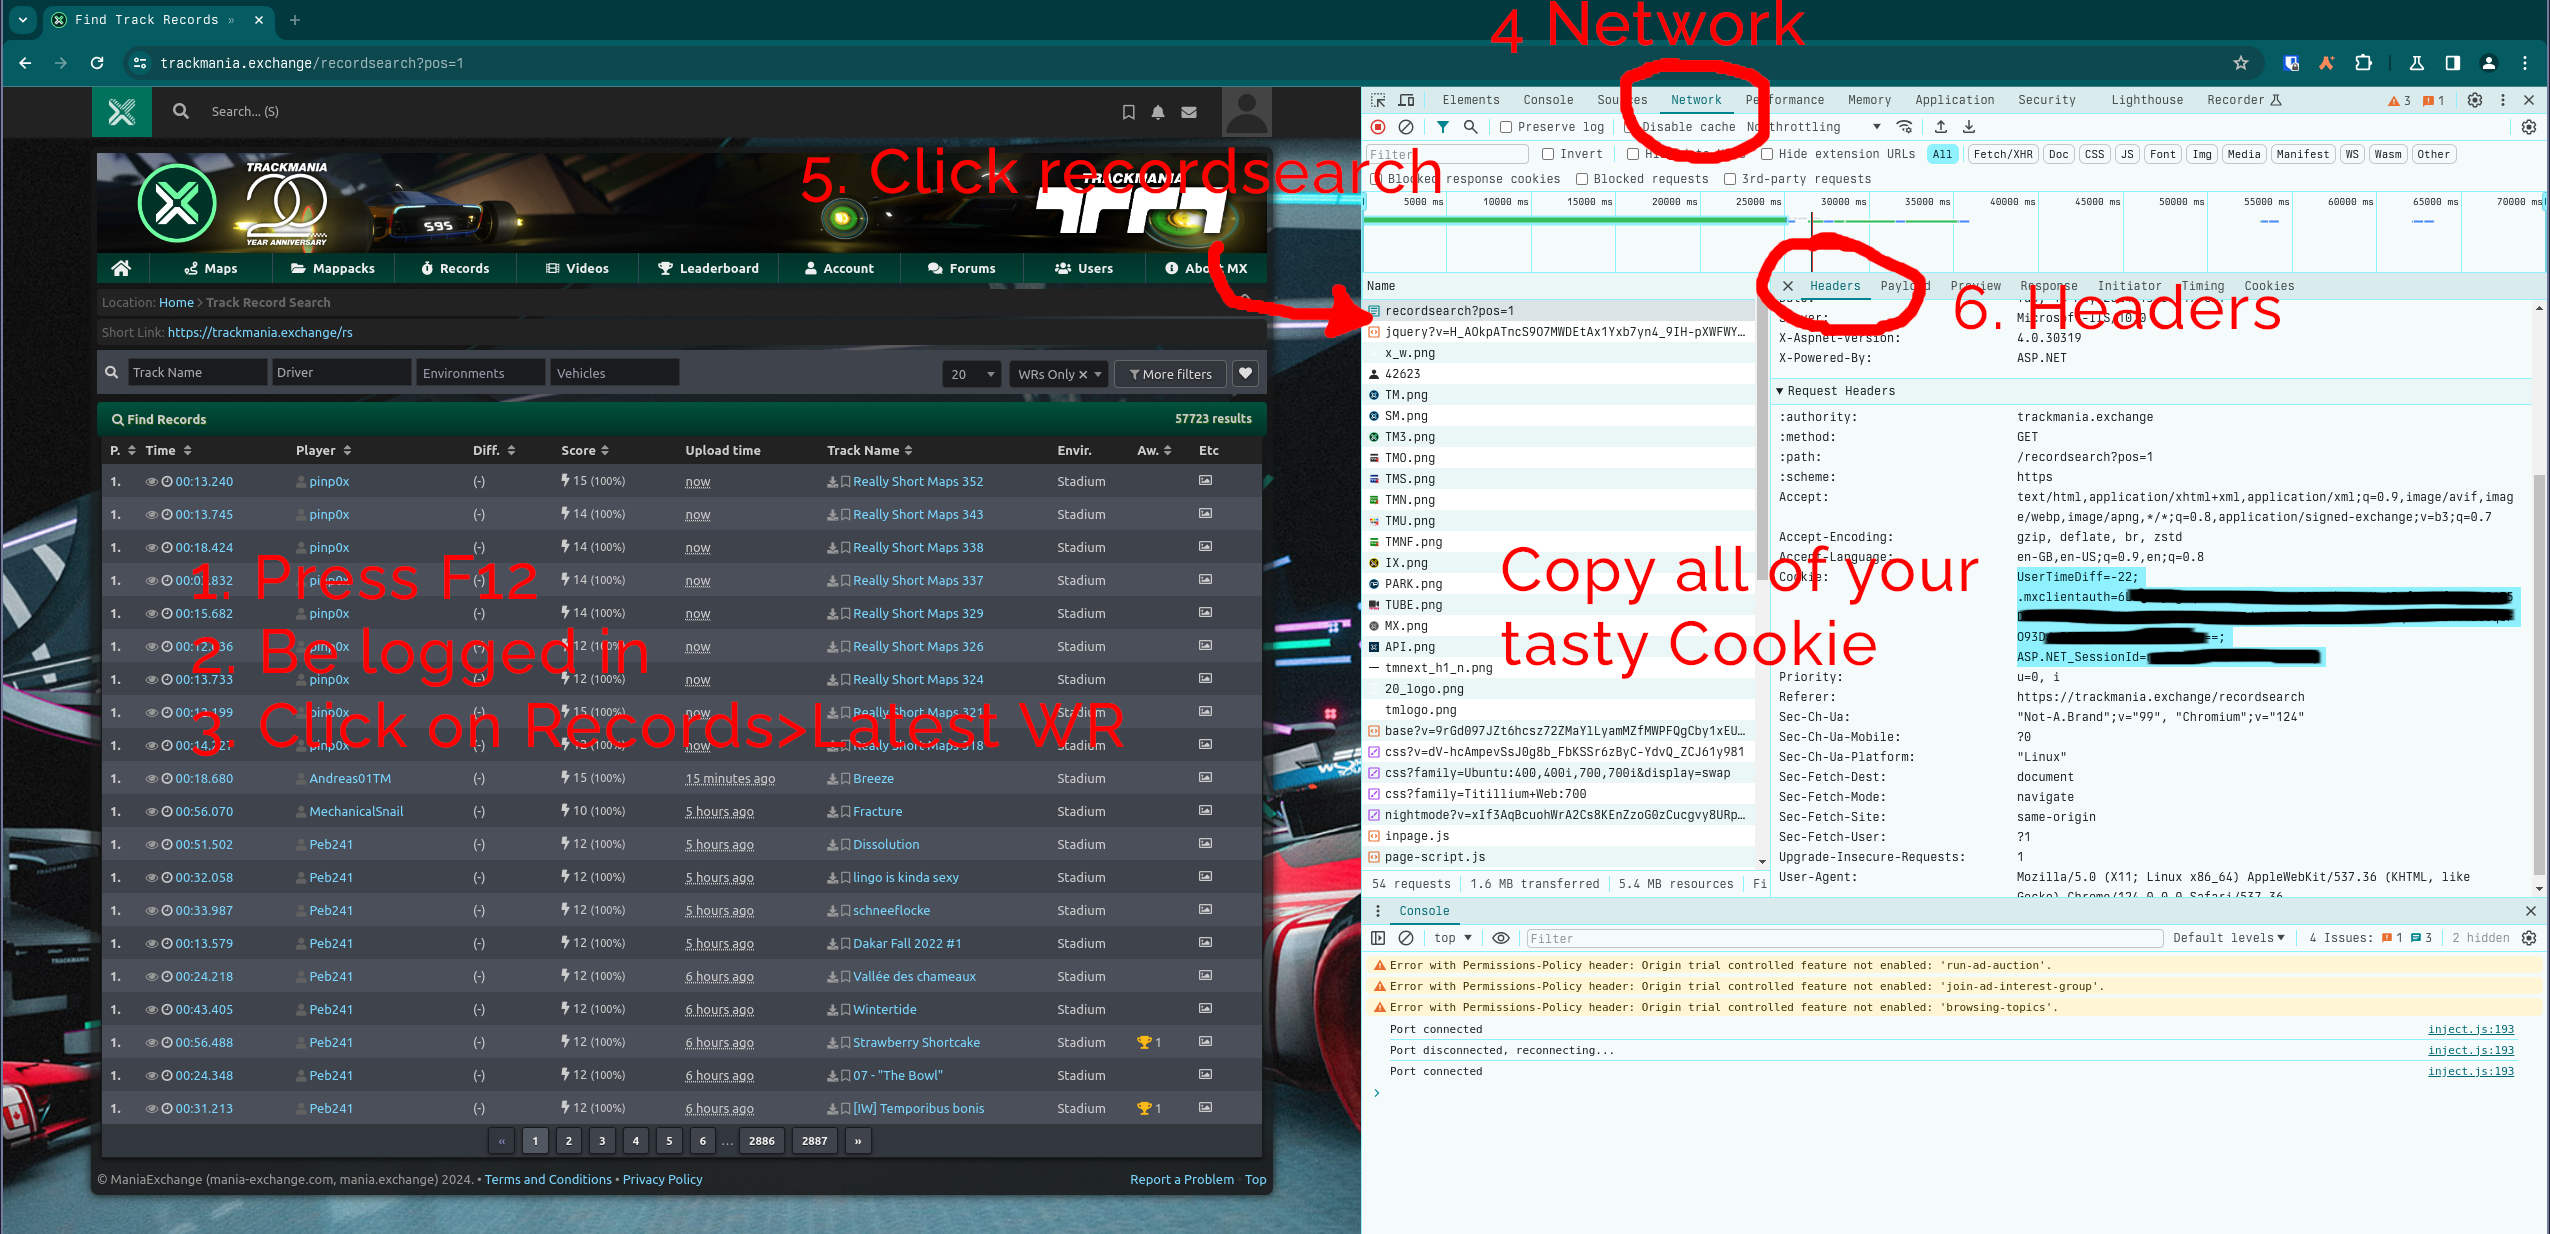 Find Track Records »
4 Network
trackmania.exchange/recordsearch?pos=1
Search... (S)
Elements Console Sources Network Performance Memory Application Security Lighthouse Recorder 3 1
Preserve log Disable cache No throttling
Filter Invert Hide extension URLs All Fetch/XHR Doc CSS JS Font Img Media Manifest WS Wasm Other
Blocked response cookies Blocked requests 3rd-party requests
5. Click recordsearch
TRACKMANIA
20
YEAR ANNIVERSARY
S9S
TRACKMANIA
5000 ms 10000 ms 15000 ms 20000 ms 25000 ms 30000 ms 35000 ms 40000 ms 45000 ms 50000 ms 55000 ms 60000 ms 65000 ms 70000 ms
Maps Mappacks Records Videos Leaderboard Account Forums Users About MX
Location: Home > Track Record Search
Short Link: https://trackmania.exchange/rs
Track Name Driver Environments Vehicles 20 WRs Only × More filters
Find Records 57723 results
P. Time Player Diff. Score Upload time Track Name Envir. Aw. Etc
1. 00:13.240 pinp0x (-) 15 (100%) now Really Short Maps 352 Stadium
1. 00:13.745 pinp0x (-) 14 (100%) now Really Short Maps 343 Stadium
1. 00:18.424 pinp0x (-) 14 (100%) now Really Short Maps 338 Stadium
1. pinp0x (-) 14 (100%) now Really Short Maps 337 Stadium
1. 00:15.682 pinp0x (-) 14 (100%) now Really Short Maps 329 Stadium
1. pinp0x 12 (100%) now Really Short Maps 326 Stadium
1. 00:13.733 pinp0x (-) 12 (100%) now Really Short Maps 324 Stadium
1. pinp0x (-) 15 (100%) now Really Short Maps 321 Stadium
1. pinp0x (-) (100%) now Really Short Maps 318 Stadium
1. 00:18.680 Andreas01TM (-) 15 (100%) 15 minutes ago Breeze Stadium
1. 00:56.070 MechanicalSnail (-) 10 (100%) 5 hours ago Fracture Stadium
1. 00:51.502 Peb241 (-) 12 (100%) 5 hours ago Dissolution Stadium
1. 00:32.058 Peb241 (-) 12 (100%) 5 hours ago lingo is kinda sexy Stadium
1. 00:33.987 Peb241 (-) 12 (100%) 5 hours ago schneeflocke Stadium
1. 00:13.579 Peb241 (-) 12 (100%) 5 hours ago Dakar Fall 2022 #1 Stadium
1. 00:24.218 Peb241 (-) 12 (100%) 6 hours ago Vallée des chameaux Stadium
1. 00:43.405 Peb241 (-) 12 (100%) 6 hours ago Wintertide Stadium
1. 00:56.488 Peb241 (-) 12 (100%) 6 hours ago Strawberry Shortcake Stadium 1
1. 00:24.348 Peb241 (-) 12 (100%) 6 hours ago 07 - "The Bowl" Stadium
1. 00:31.213 Peb241 (-) 12 (100%) 6 hours ago [IW] Temporibus bonis Stadium 1
« 1 2 3 4 5 6 ... 2886 2887 »
© ManiaExchange (mania-exchange.com, mania.exchange) 2024. • Terms and Conditions • Privacy Policy
Report a Problem · Top
1. Press F12
2. Be logged in
3. Click on Records>Latest WR
Name
recordsearch?pos=1
jquery?v=H_AOkpATncS9O7MWDEtAx1Yxb7yn4_9IH-pXWFWY…
x_w.png
42623
TM.png
SM.png
TM3.png
TMO.png
TMS.png
TMN.png
TMU.png
TMNF.png
IX.png
PARK.png
TUBE.png
MX.png
API.png
tmnext_h1_n.png
20_logo.png
tmlogo.png
base?v=9rGd097JZt6hcsz72ZMaYlLyamMZfMWPFQgCby1xEU…
css?v=dV-hcAmpevSsJ0g8b_FbKSSr6zByC-YdvQ_ZCJ61y981
css?family=Ubuntu:400,400i,700,700i&display=swap
css?family=Titillium+Web:700
nightmode?v=xIf3AqBcuohWrA2Cs8KEnZzoG0zCucgvy8URp…
inpage.js
page-script.js
54 requests 1.6 MB transferred 5.4 MB resources Fi
Headers Payload Preview Response Initiator Timing Cookies
6. Headers
Server: Microsoft-IIS/10.0
X-Aspnet-Version: 4.0.30319
X-Powered-By: ASP.NET
Request Headers
:authority: trackmania.exchange
:method: GET
:path: /recordsearch?pos=1
:scheme: https
Accept: text/html,application/xhtml+xml,application/xml;q=0.9,image/avif,imag
e/webp,image/apng,*/*;q=0.8,application/signed-exchange;v=b3;q=0.7
Accept-Encoding: gzip, deflate, br, zstd
Accept-Language: en-GB,en-US;q=0.9,en;q=0.8
Cookie: UserTimeDiff=-22;
.mxclientauth=6
O93D ==;
ASP.NET_SessionId=
Priority: u=0, i
Referer: https://trackmania.exchange/recordsearch
Sec-Ch-Ua: "Not-A.Brand";v="99", "Chromium";v="124"
Sec-Ch-Ua-Mobile: ?0
Sec-Ch-Ua-Platform: "Linux"
Sec-Fetch-Dest: document
Sec-Fetch-Mode: navigate
Sec-Fetch-Site: same-origin
Sec-Fetch-User: ?1
Upgrade-Insecure-Requests: 1
User-Agent: Mozilla/5.0 (X11; Linux x86_64) AppleWebKit/537.36 (KHTML, like
Gecko) Chrome/124.0.0.0 Safari/537.36
Copy all of your
tasty Cookie
Console
top Filter Default levels 4 Issues: 1 3 2 hidden
Error with Permissions-Policy header: Origin trial controlled feature not enabled: 'run-ad-auction'.
Error with Permissions-Policy header: Origin trial controlled feature not enabled: 'join-ad-interest-group'.
Error with Permissions-Policy header: Origin trial controlled feature not enabled: 'browsing-topics'.
Port connected inject.js:193
Port disconnected, reconnecting... inject.js:193
Port connected inject.js:193